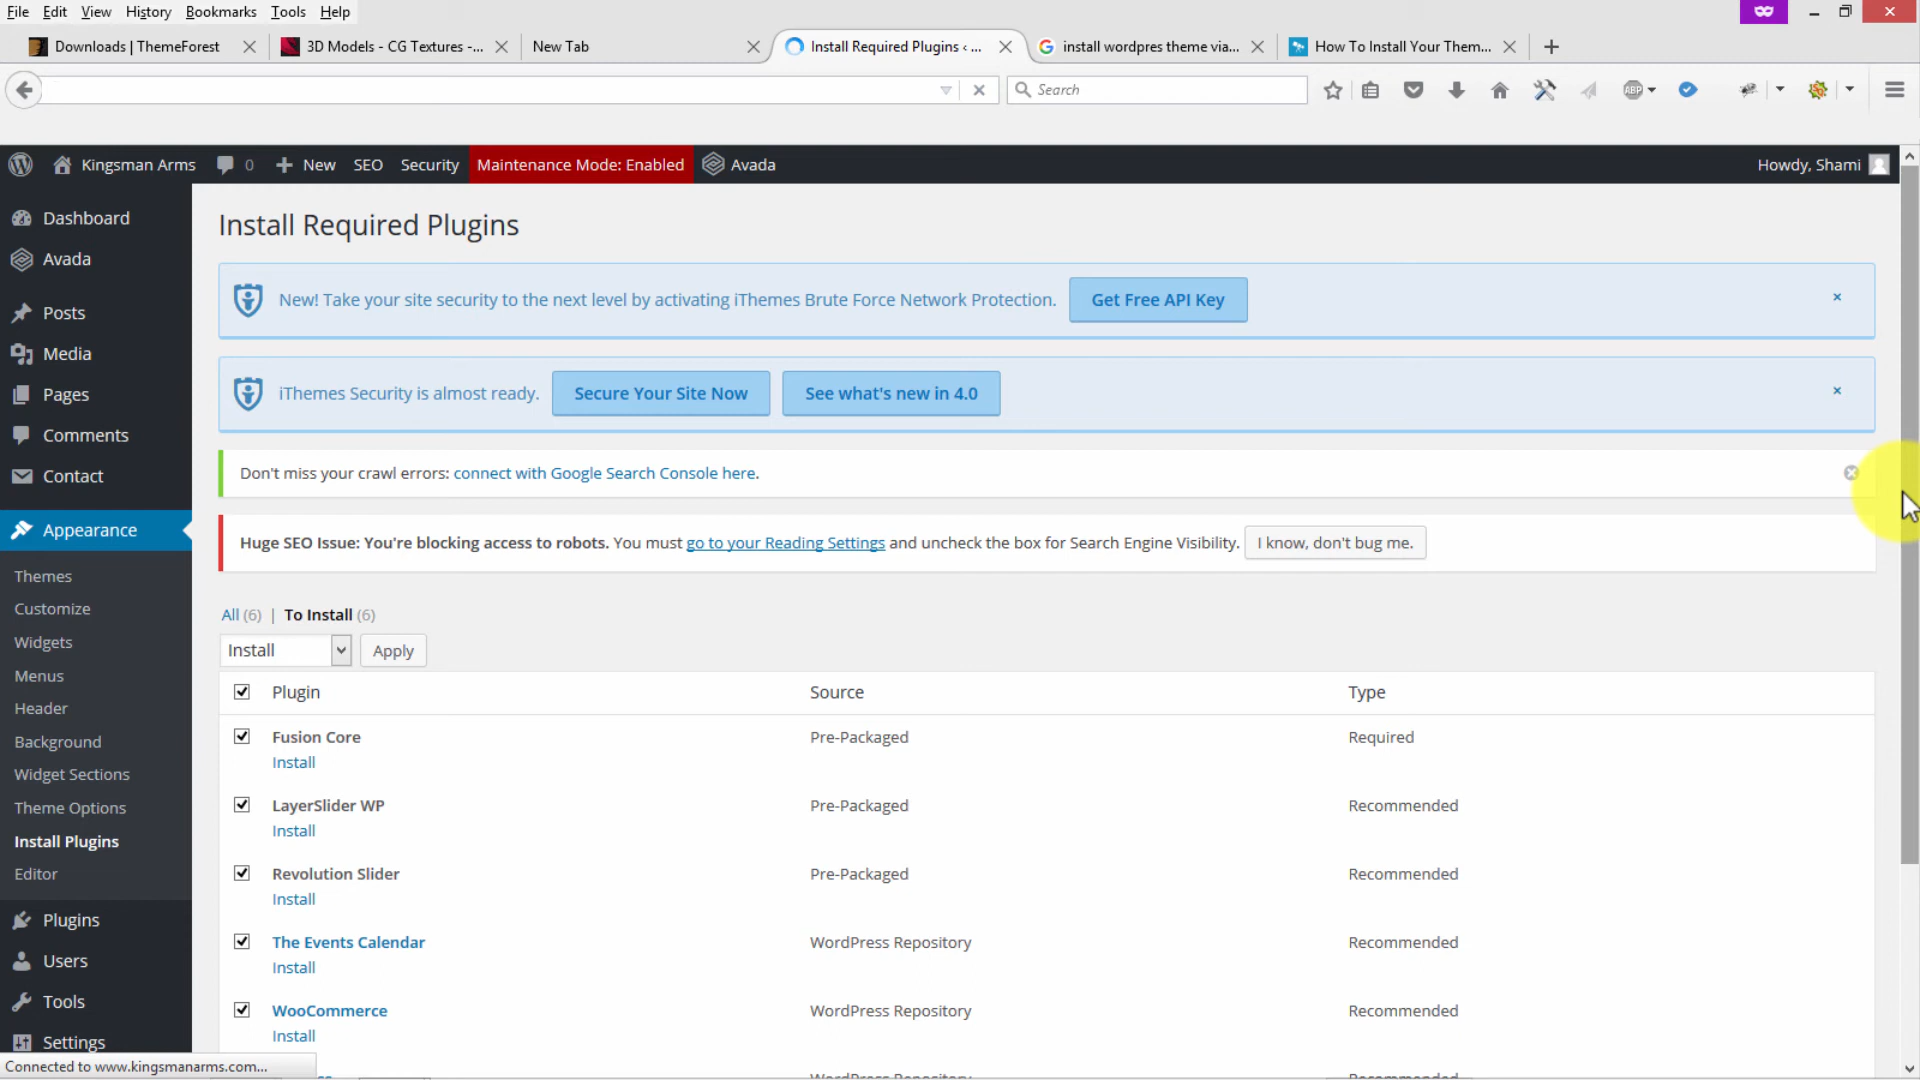 File Edit View History Bookmarks Tools Help
Downloads | ThemeForest
3D Models - CG Textures -...
New Tab
Install Required Plugins ‹ ...
install wordpres theme via...
How To Install Your Them...
Search
ABP
Kingsman Arms 0 New SEO Security Maintenance Mode: Enabled Avada Howdy, Shami
Dashboard
Avada
Posts
Media
Pages
Comments
Contact
Appearance
Themes
Customize
Widgets
Menus
Header
Background
Widget Sections
Theme Options
Install Plugins
Editor
Plugins
Users
Tools
Settings
Connected to www.kingsmanarms.com...
Install Required Plugins
New! Take your site security to the next level by activating iThemes Brute Force Network Protection. Get Free API Key
iThemes Security is almost ready. Secure Your Site Now See what's new in 4.0
Don't miss your crawl errors: connect with Google Search Console here.
Huge SEO Issue: You're blocking access to robots. You must go to your Reading Settings and uncheck the box for Search Engine Visibility. I know, don't bug me.
All (6) | To Install (6)
Install Apply
Plugin Source Type
Fusion Core Pre-Packaged Required
Install
LayerSlider WP Pre-Packaged Recommended
Install
Revolution Slider Pre-Packaged Recommended
Install
The Events Calendar WordPress Repository Recommended
Install
WooCommerce WordPress Repository Recommended
Install
WordPress Repository Recommended